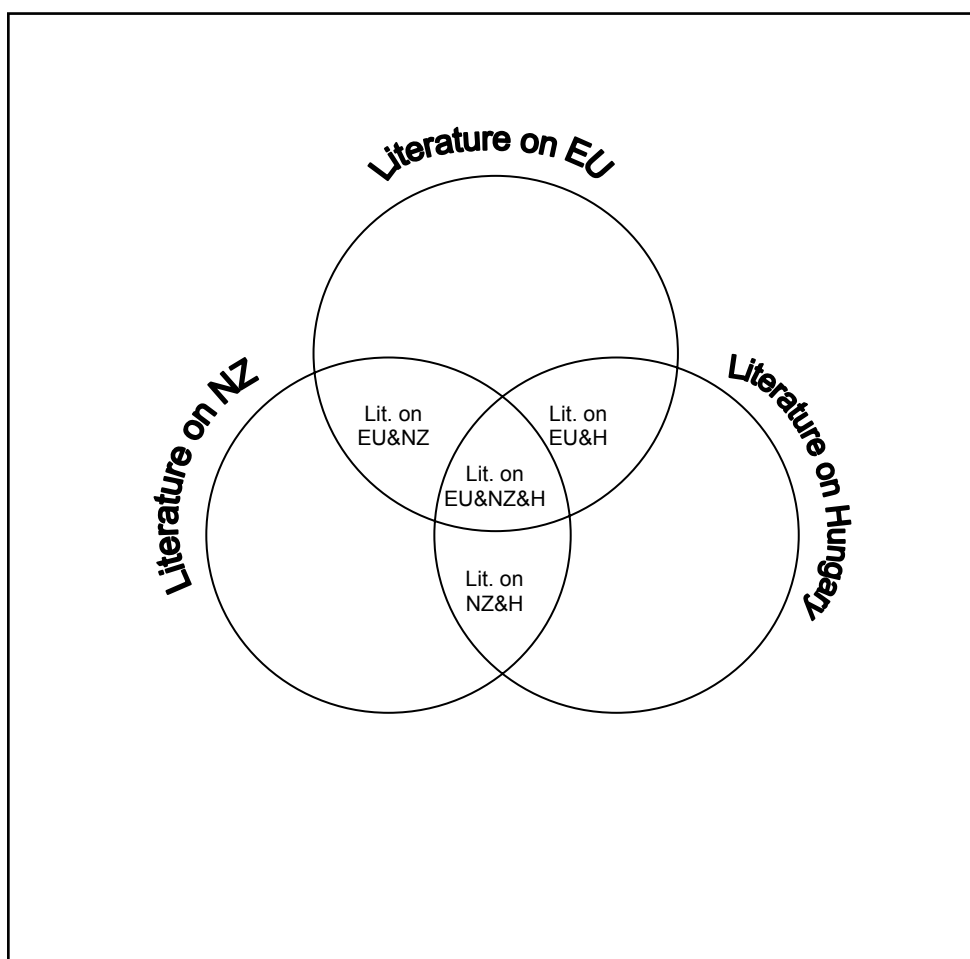 Literature on EU
Literature on NZ
Literature on Hungary
Lit. on
EU&NZ
Lit. on
EU&H
Lit. on
EU&NZ&H
Lit. on
NZ&H